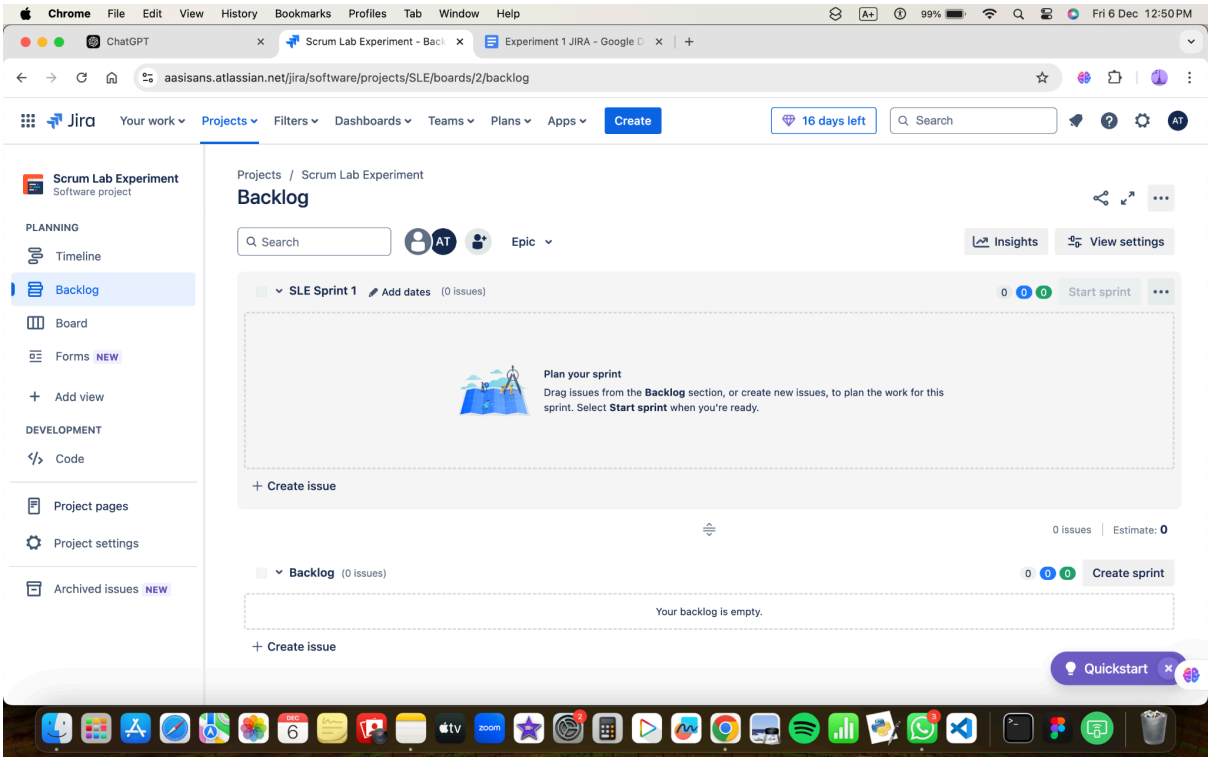 Chrome File Edit View History Bookmarks Profiles Tab Window Help A+ 99% Fri 6 Dec 12:50 PM
ChatGPT Scrum Lab Experiment - Back Experiment 1 JIRA - Google D
aasisans.atlassian.net/jira/software/projects/SLE/boards/2/backlog
Jira Your work Projects Filters Dashboards Teams Plans Apps Create 16 days left Search AT
Scrum Lab Experiment
Software project
PLANNING
Timeline
Backlog
Board
Forms NEW
Add view
DEVELOPMENT
Code
Project pages
Project settings
Archived issues NEW
Projects / Scrum Lab Experiment
Backlog
Search AT Epic Insights View settings
SLE Sprint 1 Add dates (0 issues) 0 0 0 Start sprint
Plan your sprint
Drag issues from the Backlog section, or create new issues, to plan the work for this
sprint. Select Start sprint when you're ready.
+ Create issue
0 issues Estimate: 0
Backlog (0 issues) 0 0 0 Create sprint
Your backlog is empty.
+ Create issue
Quickstart
DEC
6 tv zoom 2 3